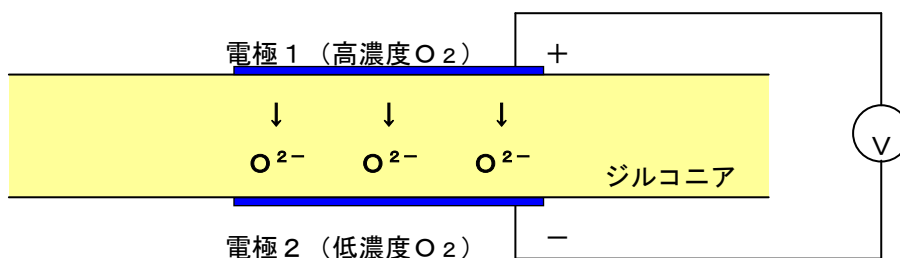 電極1（高濃度O2）
+
↓ ↓ ↓
O²⁻ O²⁻ O²⁻
V
ジルコニア
電極2（低濃度O2）
−